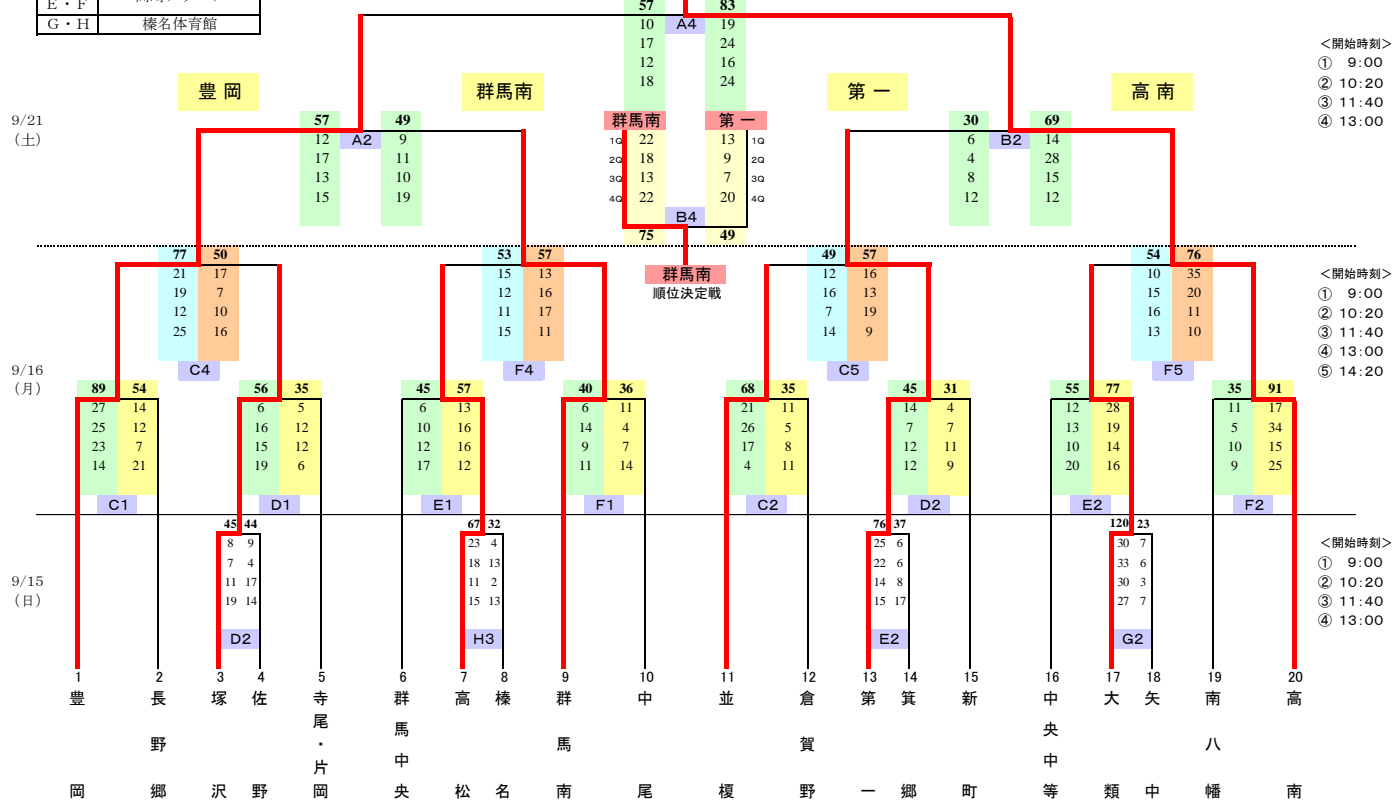 E・F
G・H 榛名体育館
57 83
10 A4 19
17 24
12 16
18 24
<開始時刻>
① 9:00
② 10:20
③ 11:40
④ 13:00
豊岡 群馬南 第一 高南
9/21
(土)
57 49
12 A2 9
17 11
13 10
15 19
群馬南 第一
1Q 22 13 1Q
2Q 18 9 2Q
3Q 13 7 3Q
4Q 22 20 4Q
B4
75 49
群馬南
順位決定戦
30 69
6 B2 14
4 28
8 15
12 12
77 50
21 17
19 7
12 10
25 16
C4
53 57
15 13
12 16
11 17
15 11
F4
49 57
12 16
16 13
7 19
14 9
C5
54 76
10 35
15 20
16 11
13 10
F5
<開始時刻>
① 9:00
② 10:20
③ 11:40
④ 13:00
⑤ 14:20
9/16
(月)
89 54
27 14
25 12
23 7
14 21
C1
56 35
6 5
16 12
15 12
19 6
D1
45 57
6 13
10 16
12 16
17 12
E1
40 36
6 11
14 4
9 7
11 14
F1
68 35
21 11
26 5
17 8
4 11
C2
45 31
14 4
7 7
12 11
12 9
D2
55 77
12 28
13 19
10 14
20 16
E2
35 91
11 17
5 34
10 15
9 25
F2
9/15
(日)
45 44
8 9
7 4
11 17
19 14
D2
67 32
23 4
18 13
11 2
15 13
H3
76 37
25 6
22 6
14 8
15 17
E2
120 23
30 7
33 6
30 3
27 7
G2
<開始時刻>
① 9:00
② 10:20
③ 11:40
④ 13:00
1 豊岡
2 長野郷
3 塚沢
4 佐野
5 寺尾・片岡
6 群馬中央
7 高松
8 榛名
9 群馬南
10 中尾
11 並榎
12 倉賀野
13 第一
14 箕郷
15 新町
16 中央中等
17 大類
18 矢中
19 南八幡
20 高南